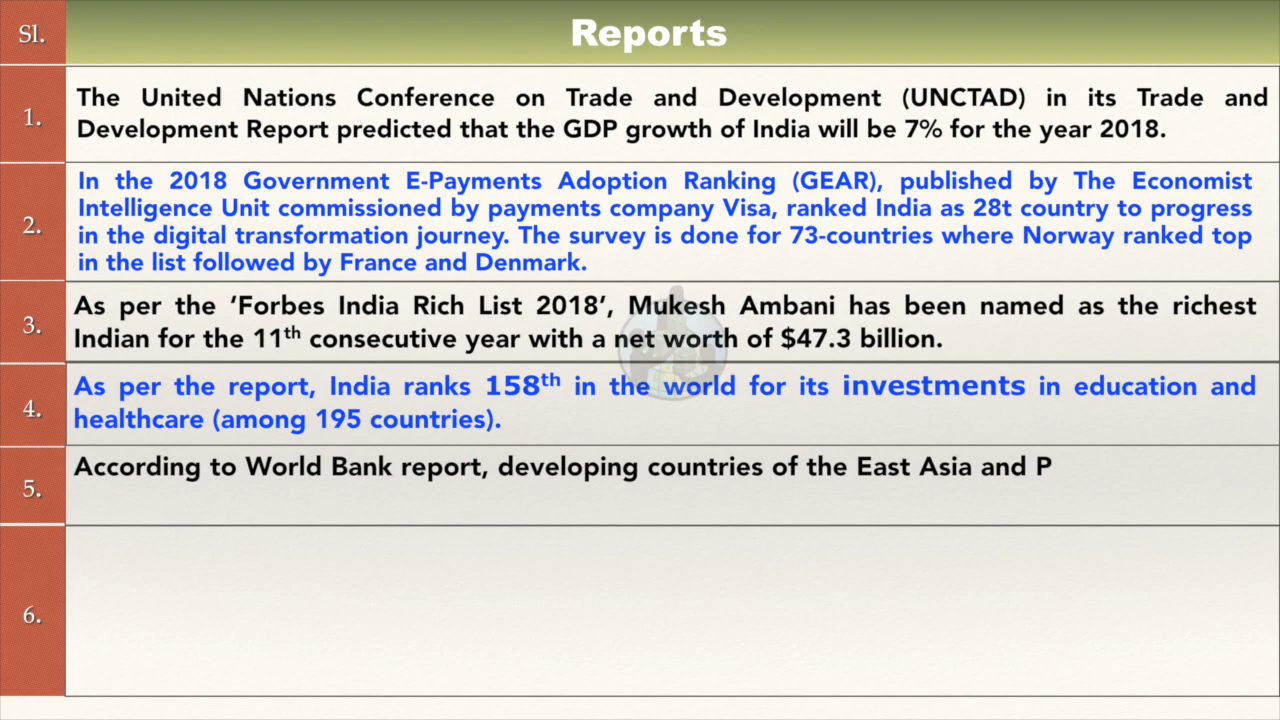 Sl.
Reports
1.
The United Nations Conference on Trade and Development (UNCTAD) in its Trade and
Development Report predicted that the GDP growth of India will be 7% for the year 2018.
2.
In the 2018 Government E-Payments Adoption Ranking (GEAR), published by The Economist
Intelligence Unit commissioned by payments company Visa, ranked India as 28t country to progress
in the digital transformation journey. The survey is done for 73-countries where Norway ranked top
in the list followed by France and Denmark.
3.
As per the ‘Forbes India Rich List 2018’, Mukesh Ambani has been named as the richest
Indian for the 11th consecutive year with a net worth of $47.3 billion.
4.
As per the report, India ranks 158th in the world for its investments in education and
healthcare (among 195 countries).
5.
According to World Bank report, developing countries of the East Asia and P
6.